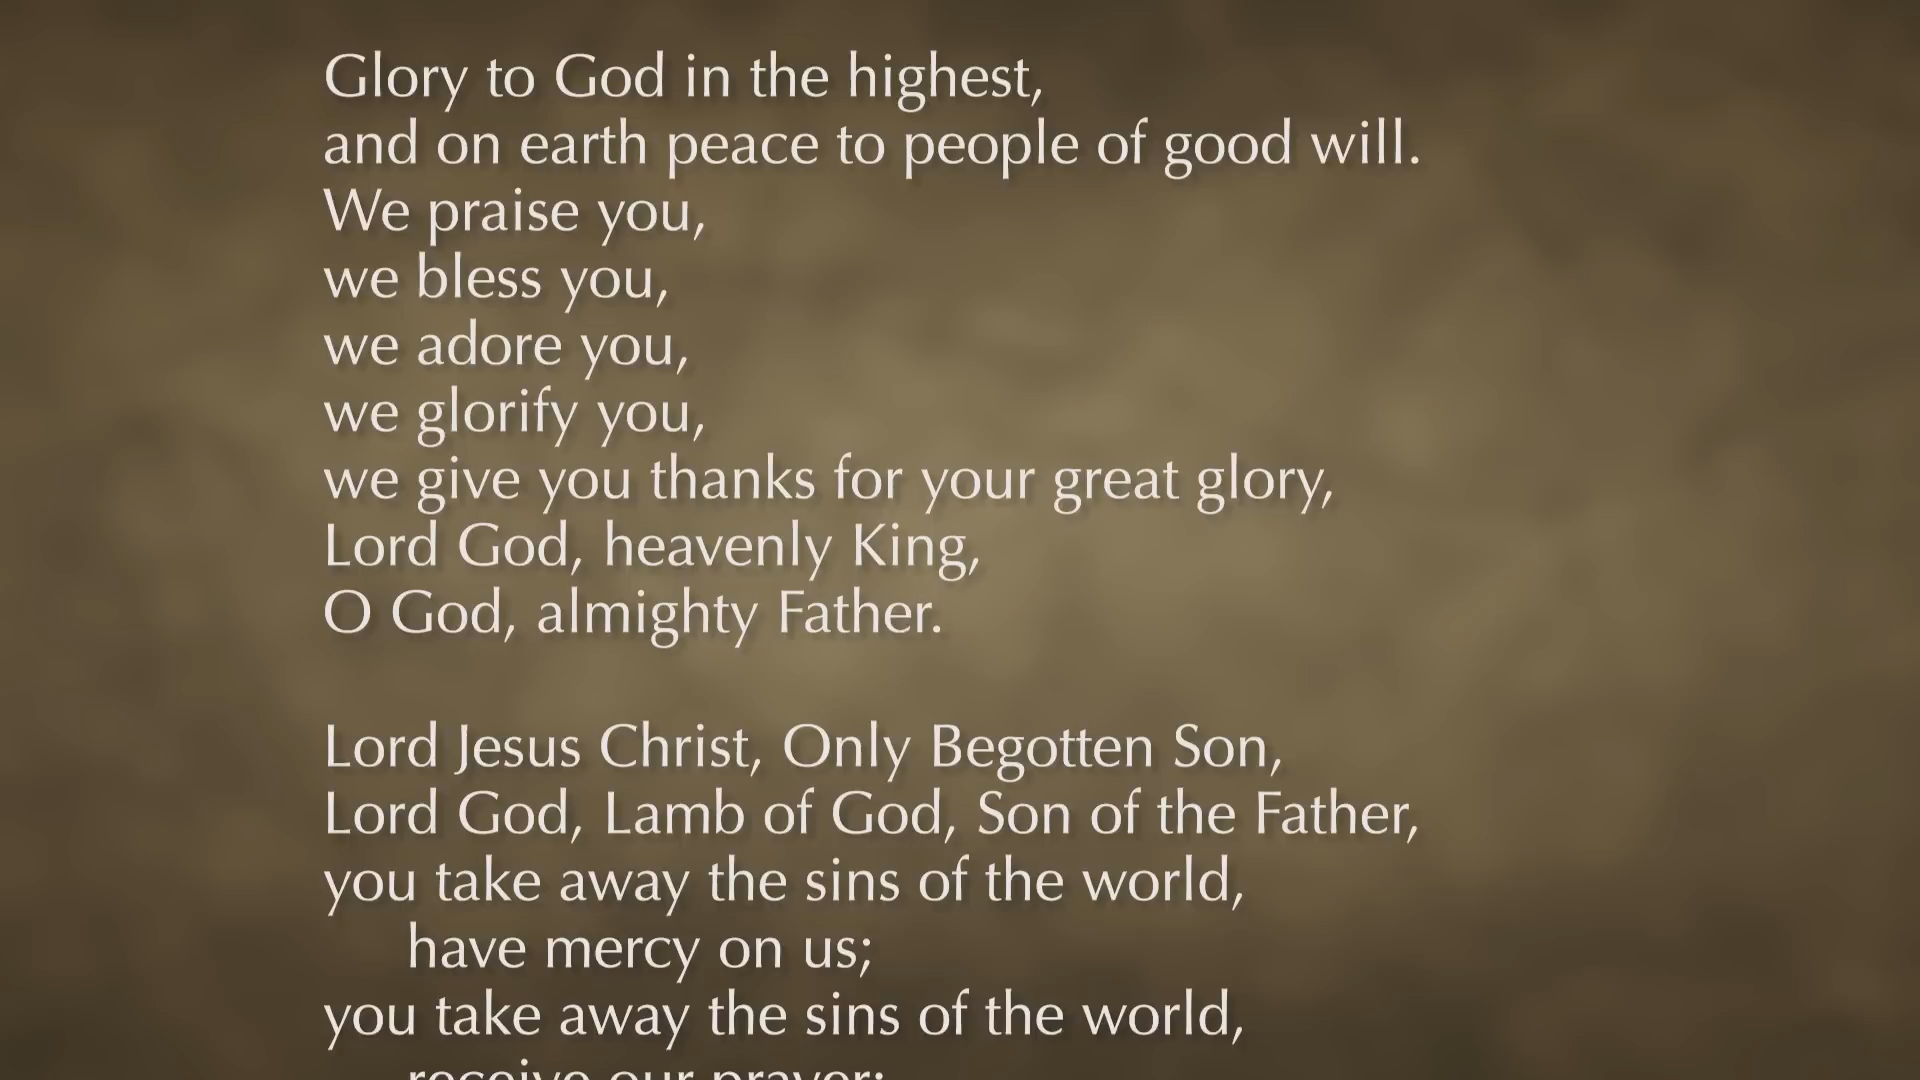 Glory to God in the highest,
and on earth peace to people of good will.
We praise you,
we bless you,
we adore you,
we glorify you,
we give you thanks for your great glory,
Lord God, heavenly King,
O God, almighty Father.
Lord Jesus Christ, Only Begotten Son,
Lord God, Lamb of God, Son of the Father,
you take away the sins of the world,
have mercy on us;
you take away the sins of the world,
receive our prayer;